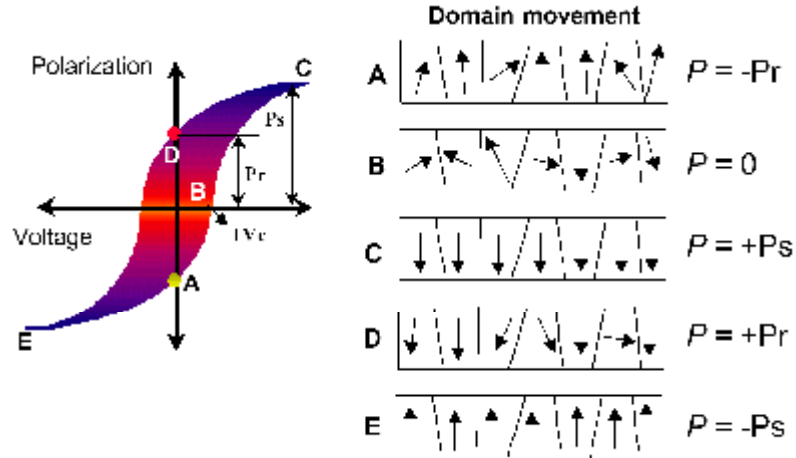 Domain movement
Polarization
C
Ps
D
Pr
B
Voltage
A
E
A
P = -Pr
B
P = 0
C
P = +Ps
D
P = +Pr
E
P = -Ps